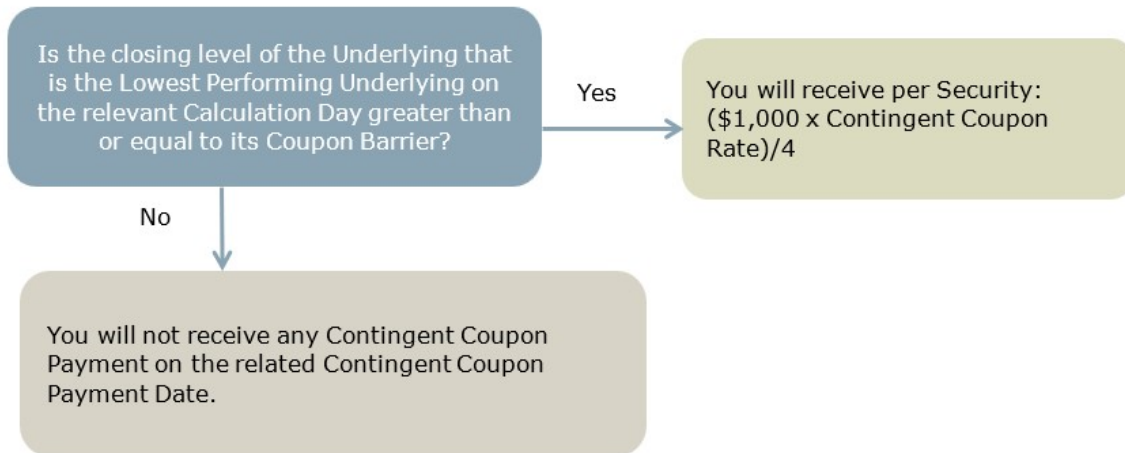 Is the closing level of the Underlying that
is the Lowest Performing Underlying on
the relevant Calculation Day greater than
or equal to its Coupon Barrier?
Yes
You will receive per Security:
($1,000 x Contingent Coupon
Rate)/4
No
You will not receive any Contingent Coupon
Payment on the related Contingent Coupon
Payment Date.